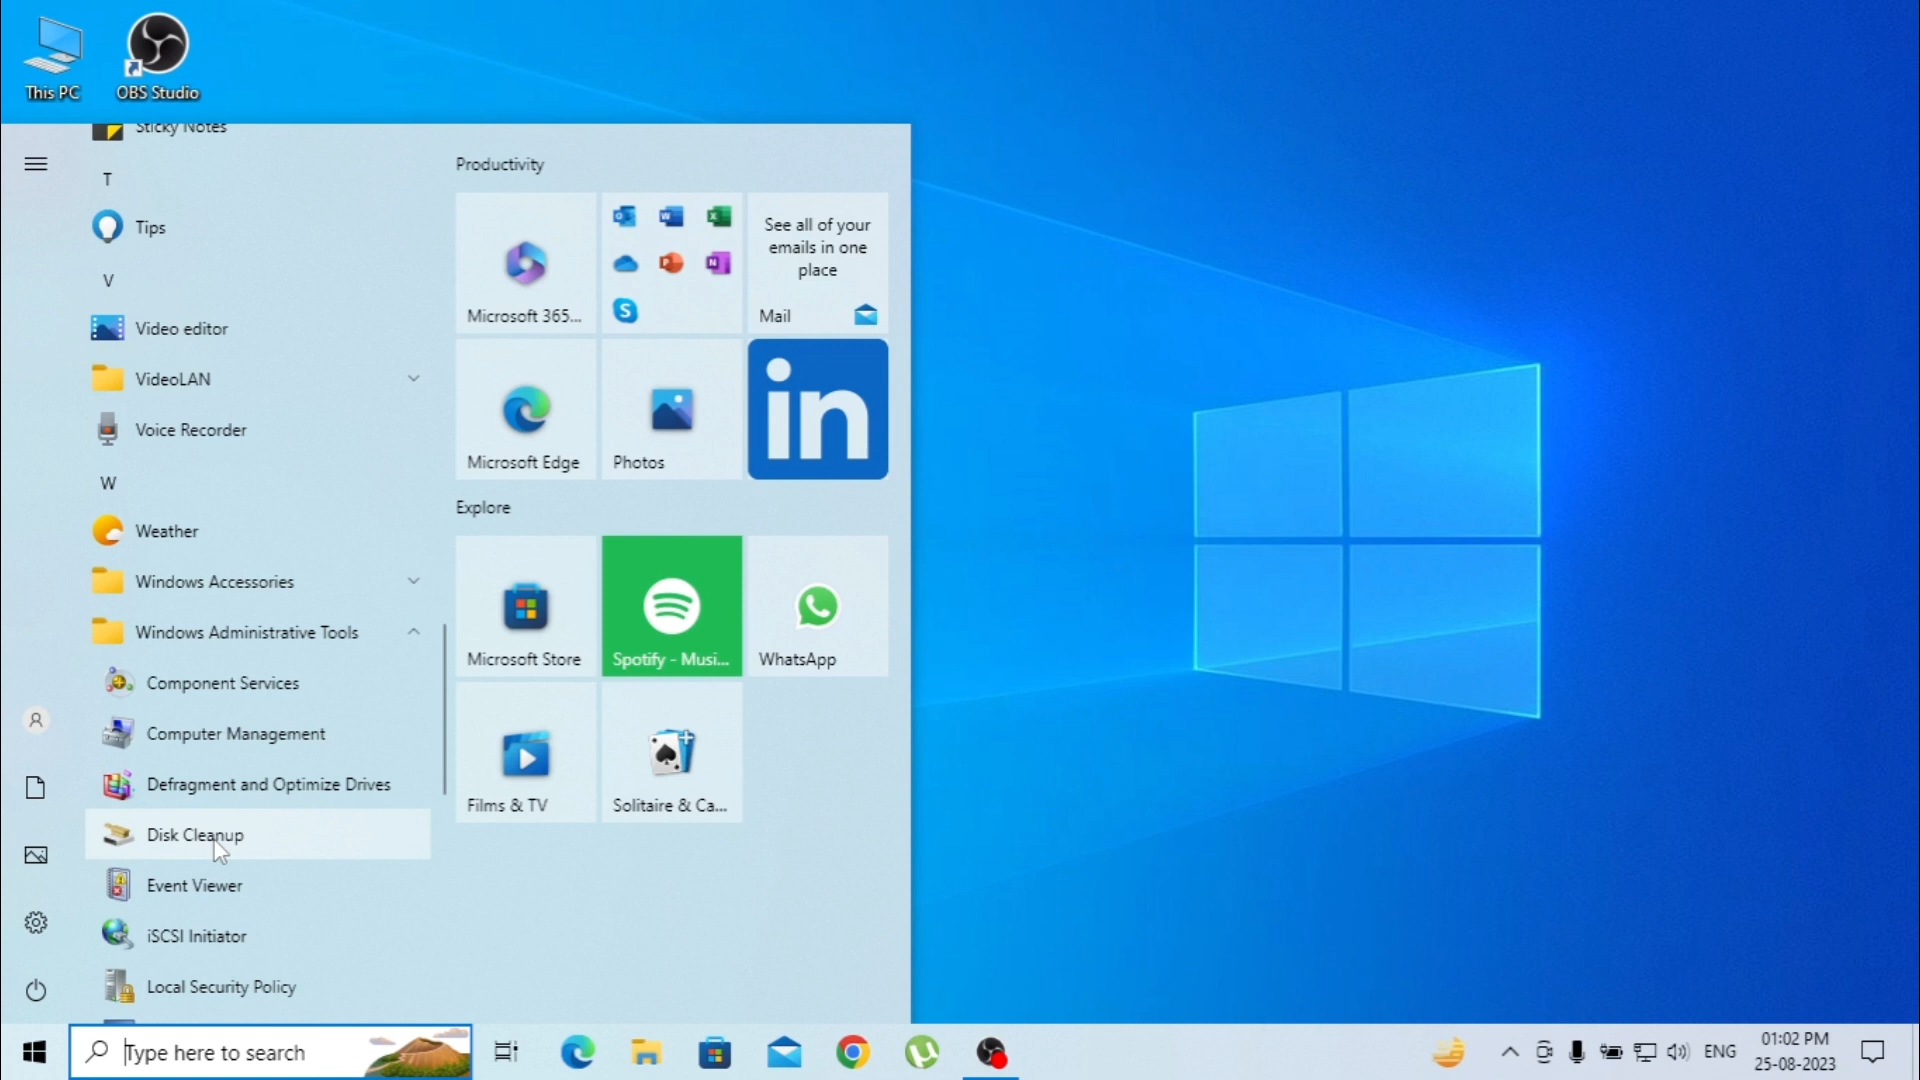 This PC
OBS Studio
Sticky Notes
T
Tips
V
Video editor
VideoLAN
Voice Recorder
W
Weather
Windows Accessories
Windows Administrative Tools
Component Services
Computer Management
Defragment and Optimize Drives
Disk Cleanup
Event Viewer
iSCSI Initiator
Local Security Policy
Productivity
Microsoft 365...
See all of your
emails in one
place
Mail
Microsoft Edge
Photos
in
Explore
Microsoft Store
Spotify - Musi...
WhatsApp
Films & TV
Solitaire & Ca...
Type here to search
ENG
01:02 PM
25-08-2023